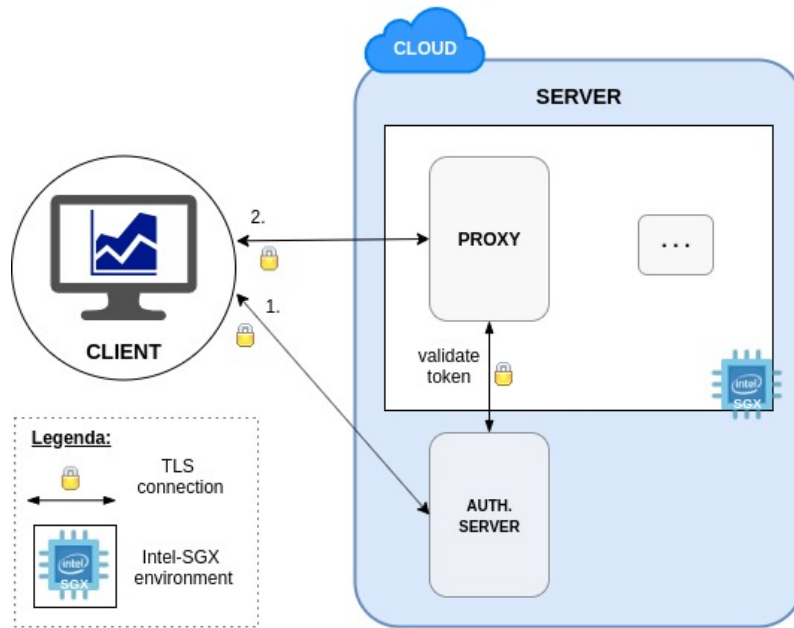 CLOUD
SERVER
2.
PROXY
...
1.
CLIENT
validate
token
intel
SGX
Legenda:
TLS
connection
AUTH.
SERVER
intel
SGX
Intel-SGX
environment